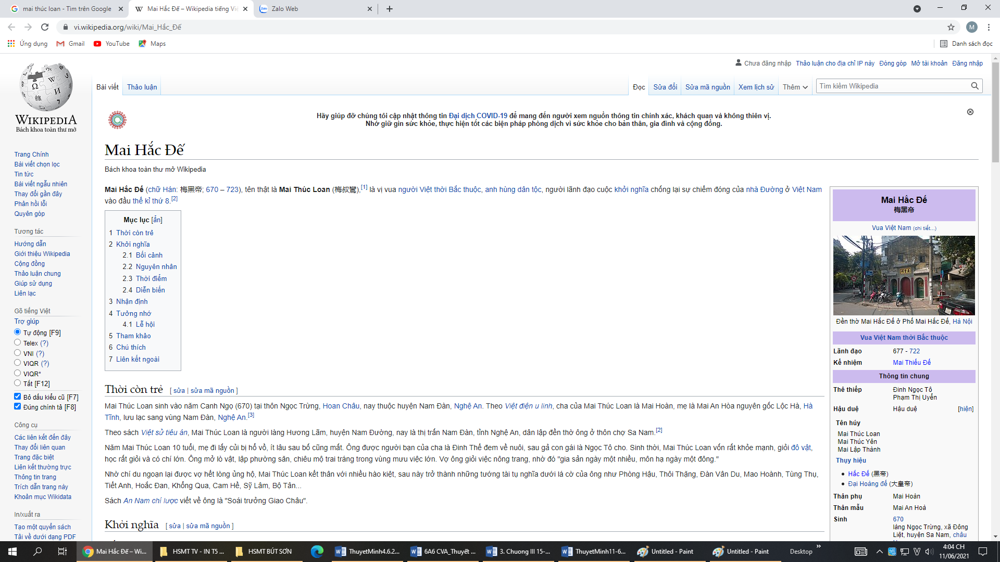 mai thúc loan - Tìm trên Google
Mai Hắc Đế – Wikipedia tiếng Việ
Zalo Web
vi.wikipedia.org/wiki/Mai_Hắc_Đế
M
Ứng dụng
Gmail
YouTube
Maps
Danh sách đọc
Chưa đăng nhập
Thảo luận cho địa chỉ IP này
Đóng góp
Mở tài khoản
Đăng nhập
Bài viết
Thảo luận
Đọc
Sửa đổi
Sửa mã nguồn
Xem lịch sử
Thêm
Tìm kiếm Wikipedia
WIKIPEDIA
Bách khoa toàn thư mở
Hãy giúp đỡ chúng tôi cập nhật thông tin Đại dịch COVID-19 để mang đến người xem nguồn thông tin chính xác, khách quan và không thiên vị.
Nhớ giữ gìn sức khỏe, thực hiện tốt các biện pháp phòng dịch vì sức khỏe cho bản thân, gia đình và cộng đồng.
Trang Chính
Bài viết chọn lọc
Tin tức
Bài viết ngẫu nhiên
Thay đổi gần đây
Phản hồi lỗi
Quyên góp
Tương tác
Hướng dẫn
Giới thiệu Wikipedia
Cộng đồng
Thảo luận chung
Giúp sử dụng
Liên lạc
Gõ tiếng Việt
Trợ giúp
Tự động [F9]
Telex (?)
VNI (?)
VIQR (?)
VIQR*
Tắt [F12]
Bỏ dấu kiểu cũ [F7]
Đúng chính tả [F8]
Công cụ
Các liên kết đến đây
Thay đổi liên quan
Trang đặc biệt
Liên kết thường trực
Thông tin trang
Trích dẫn trang này
Khoản mục Wikidata
In/xuất ra
Tạo một quyển sách
Tải về dưới dạng PDF
Mai Hắc Đế
Bách khoa toàn thư mở Wikipedia
Mai Hắc Đế (chữ Hán: 梅黑帝; 670 – 723), tên thật là Mai Thúc Loan (梅叔鸞),[1] là vị vua người Việt thời Bắc thuộc, anh hùng dân tộc, người lãnh đạo cuộc khởi nghĩa chống lại sự chiếm đóng của nhà Đường ở Việt Nam
vào đầu thế kỉ thứ 8.[2]
Mục lục [ẩn]
1 Thời còn trẻ
2 Khởi nghĩa
2.1 Bối cảnh
2.2 Nguyên nhân
2.3 Thời điểm
2.4 Diễn biến
3 Nhận định
4 Tưởng nhớ
4.1 Lễ hội
5 Tham khảo
6 Chú thích
7 Liên kết ngoài
Thời còn trẻ [ sửa | sửa mã nguồn ]
Mai Thúc Loan sinh vào năm Canh Ngọ (670) tại thôn Ngọc Trừng, Hoan Châu, nay thuộc huyện Nam Đàn, Nghệ An. Theo Việt điện u linh, cha của Mai Thúc Loan là Mai Hoàn, mẹ là Mai An Hòa nguyên gốc Lộc Hà, Hà
Tĩnh, lưu lạc sang vùng Nam Đàn, Nghệ An.[3]
Theo sách Việt sử tiêu án, Mai Thúc Loan là người làng Hương Lãm, huyện Nam Đường, nay là thị trấn Nam Đàn, tỉnh Nghệ An, dân lập đền thờ ông ở thôn chợ Sa Nam.[2]
Năm Mai Thúc Loan 10 tuổi, mẹ đi lấy củi bị hổ vồ, ít lâu sau bố cũng mất. Ông được người bạn của cha là Đinh Thế đem về nuôi, sau gả con gái là Ngọc Tô cho. Sinh thời, Mai Thúc Loan vốn rất khỏe mạnh, giỏi đô vật,
học rất giỏi và có chí lớn. Ông mở lò vật, lập phường săn, chiêu mộ trai tráng trong vùng mưu việc lớn. Vợ ông giỏi việc nông trang, nhờ đó "gia sản ngày một nhiều, môn hạ ngày một đông."
Nhờ chí du ngoạn lại được vợ hết lòng ủng hộ, Mai Thúc Loan kết thân với nhiều hào kiệt, sau này trở thành những tướng tài tụ nghĩa dưới lá cờ của ông như Phòng Hậu, Thôi Thặng, Đàn Vân Du, Mao Hoành, Tùng Thụ,
Tiết Anh, Hoắc Đan, Khổng Qua, Cam Hề, Sỹ Lâm, Bộ Tân...
Sách An Nam chí lược viết về ông là "Soái trưởng Giao Châu".
Khởi nghĩa [ sửa | sửa mã nguồn ]
Mai Hắc Đế
梅黑帝
Vua Việt Nam (chi tiết...)
Đền thờ Mai Hắc Đế ở Phố Mai Hắc Đế, Hà Nội
Vua Việt Nam thời Bắc thuộc
Lãnh đạo 677 - 722
Kế nhiệm Mai Thiếu Đế
Thông tin chung
Thê thiếp Đinh Ngọc Tô
Phạm Thị Uyển
Hậu duệ Hậu duệ [hiện]
Tên húy
Mai Thúc Loan
Mai Thúc Yên
Mai Lập Thành
Thụy hiệu
Hắc Đế (黑帝)
Đại Hoàng đế (大皇帝)
Thân phụ Mai Hoàn
Thân mẫu Mai An Hoà
Sinh 670
làng Ngọc Trừng, xã Đông
Liệt, huyện Sa Nam, châu
Mai Hắc Đế – Wi...
HSMT TV - IN T5 ...
HSMT BÚT SƠN
ThuyetMinh4.6.2...
6A6 CVA_Thuyết ...
3. Chuong III 15-...
ThuyetMinh11-6...
Untitled - Paint
Untitled - Paint
Desktop
4:04 CH
11/06/2021